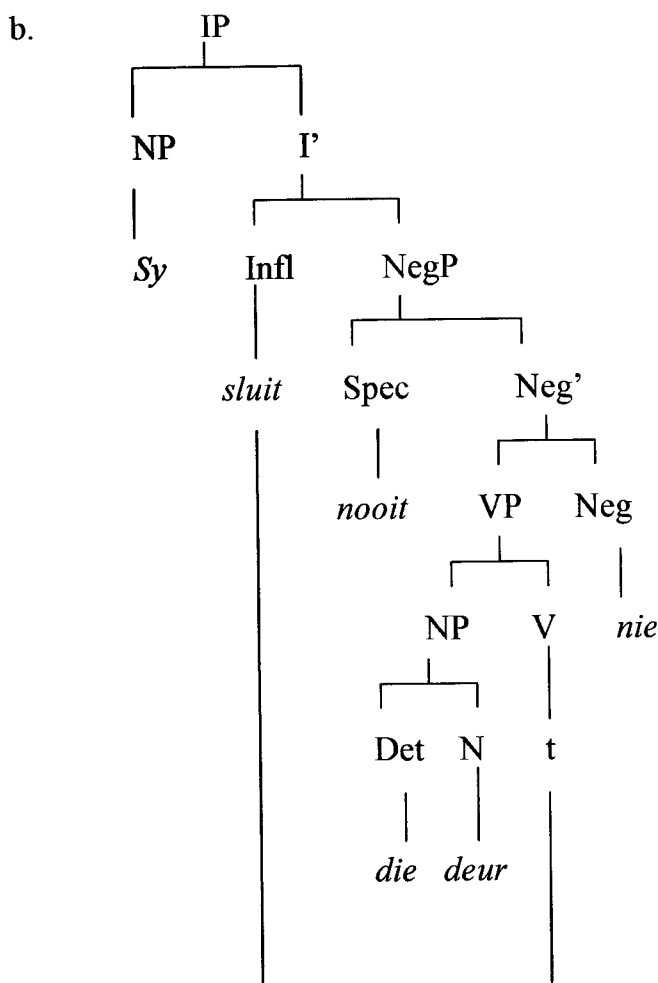 b. IP
NP I’
Sy Infl NegP
sluit Spec Neg’
nooit VP Neg
NP V nie
Det N t
die deur